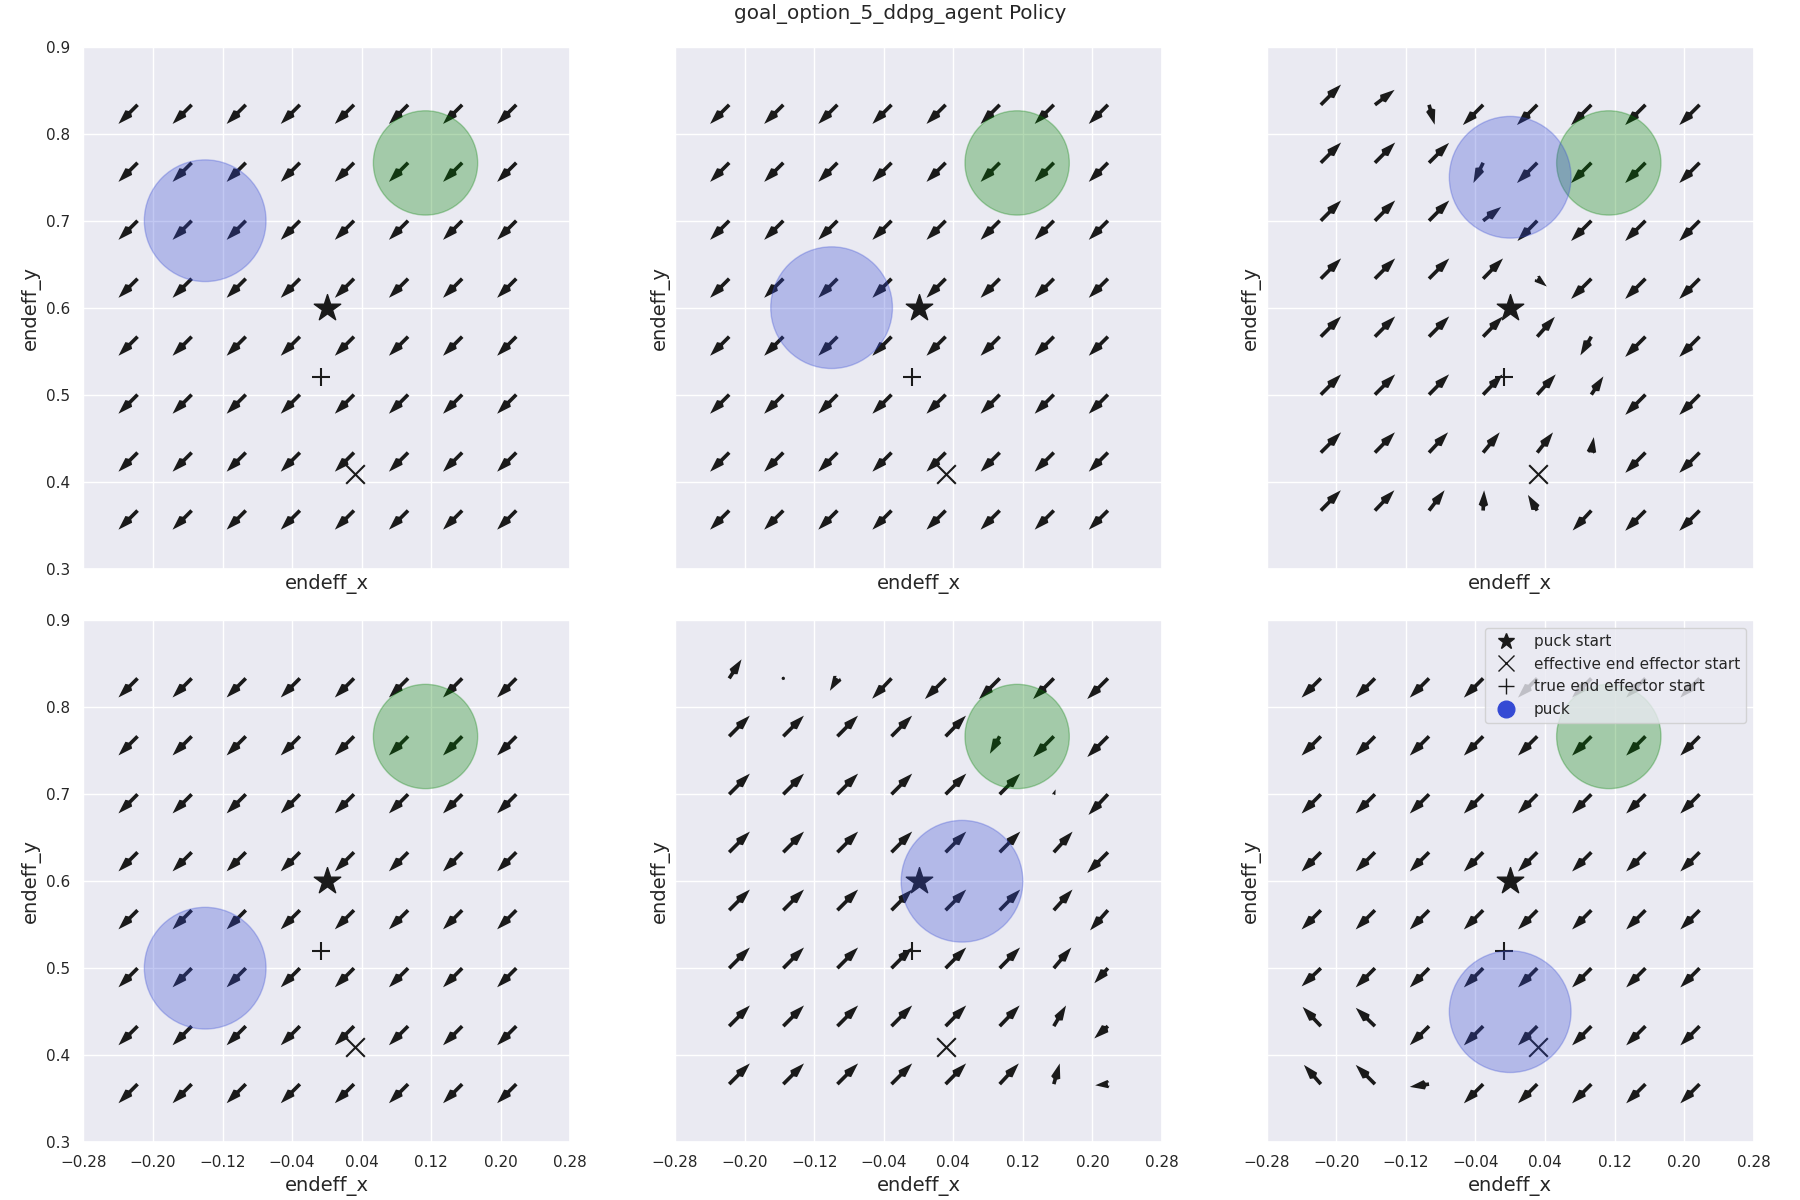 goal_option_5_ddpg_agent Policy
0.9
0.8
0.7
0.6
0.5
0.4
0.3
endeff_y
endeff_x
endeff_y
endeff_x
endeff_y
endeff_x
0.9
0.8
0.7
0.6
0.5
0.4
0.3
endeff_y
−0.28 −0.20 −0.12 −0.04 0.04 0.12 0.20 0.28
endeff_x
endeff_y
−0.28 −0.20 −0.12 −0.04 0.04 0.12 0.20 0.28
endeff_x
puck start
effective end effector start
true end effector start
puck
endeff_y
−0.28 −0.20 −0.12 −0.04 0.04 0.12 0.20 0.28
endeff_x